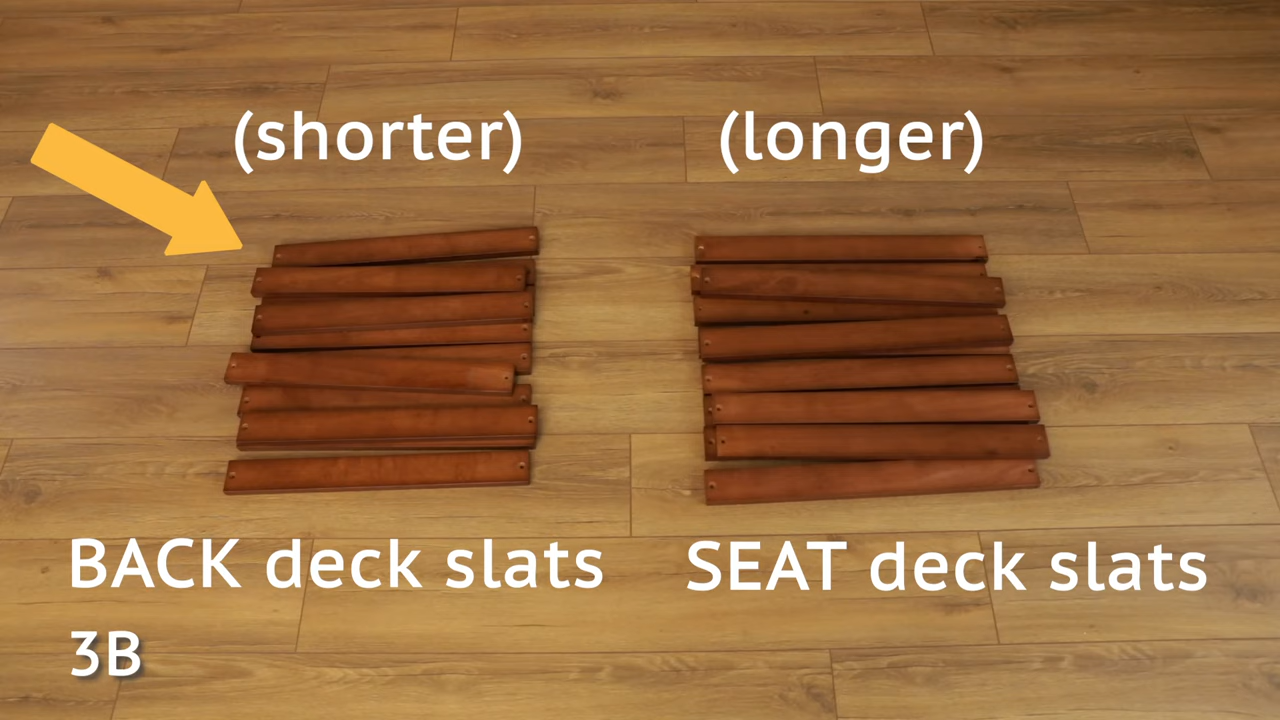 (shorter)
(longer)
BACK deck slats
SEAT deck slats
3B